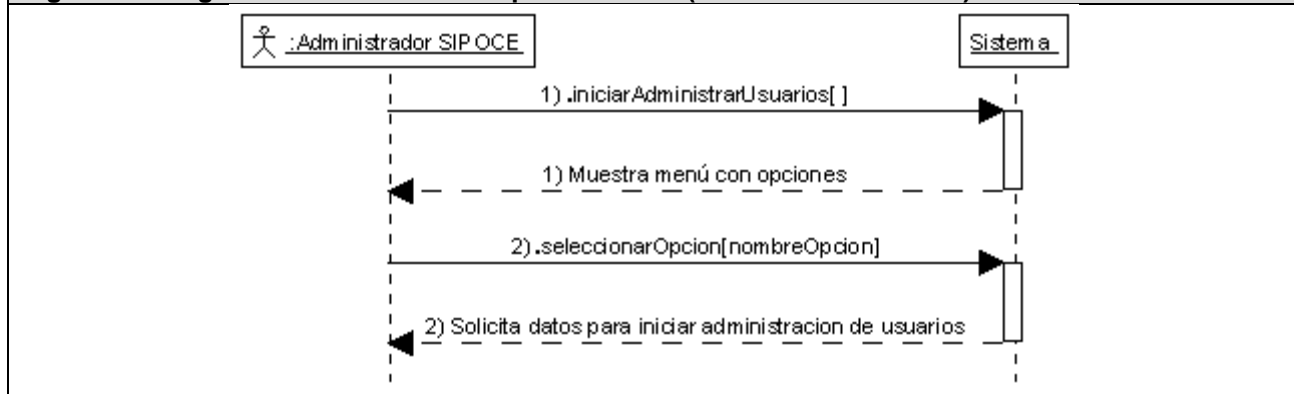 :Administrador SIPOCE
Sistema
1) .iniciarAdministrarUsuarios[ ]
1) Muestra menú con opciones
2).seleccionarOpcion[nombreOpcion]
2) Solicita datos para iniciar administracion de usuarios